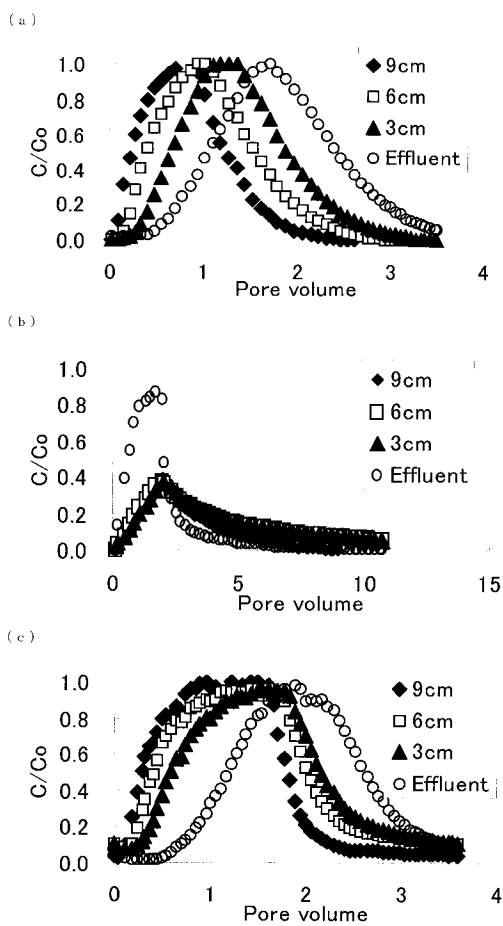 (a)
C/Co
1.0
0.8
0.6
0.4
0.2
0.0
0 1 2 3 4
Pore volume
9cm
6cm
3cm
Effluent
(b)
C/Co
1.0
0.8
0.6
0.4
0.2
0.0
0 5 10 15
Pore volume
9cm
6cm
3cm
Effluent
(c)
C/Co
1.0
0.8
0.6
0.4
0.2
0.0
0 1 2 3 4
Pore volume
9cm
6cm
3cm
Effluent